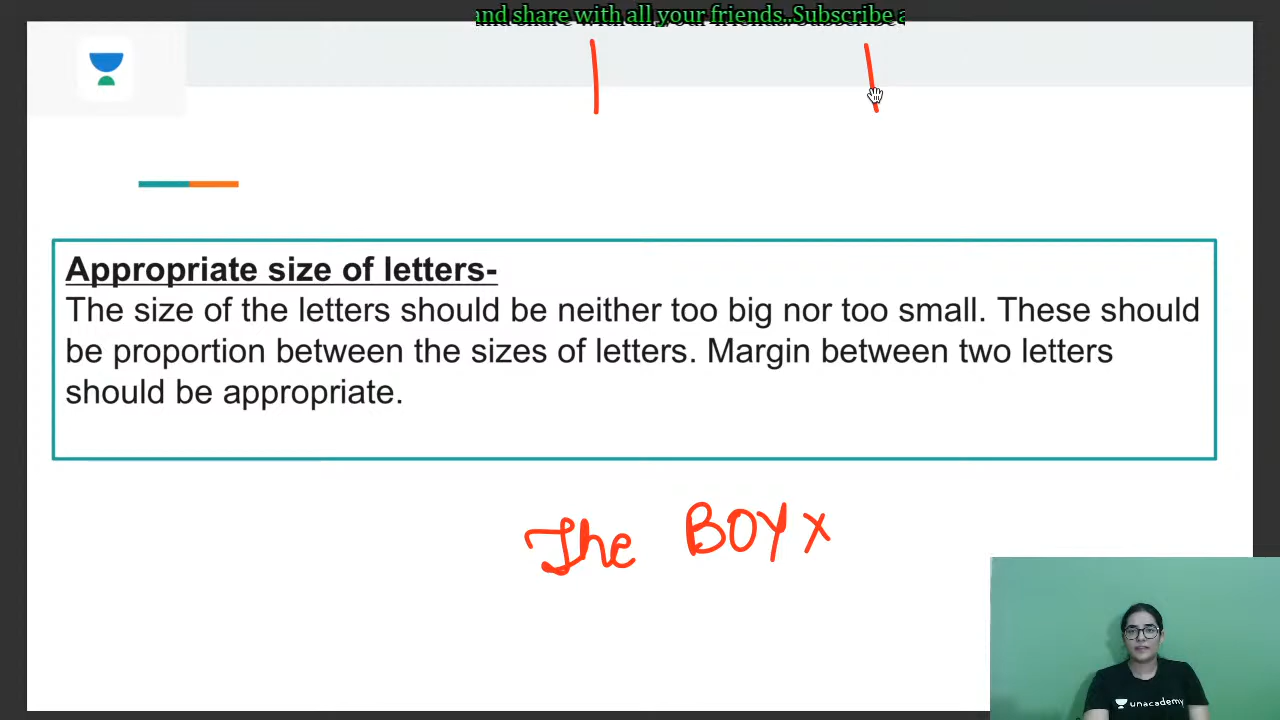 and share with all your friends..Subscribe a
Appropriate size of letters-
The size of the letters should be neither too big nor too small. These should
be proportion between the sizes of letters. Margin between two letters
should be appropriate.
The BOY x
unacademy